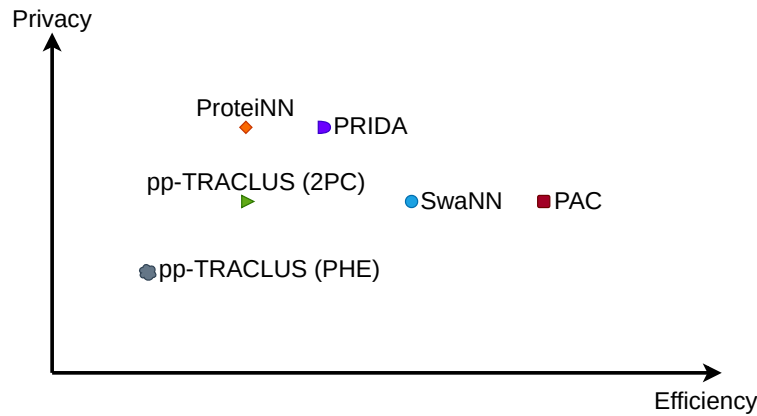 Privacy
ProteiNN
PRIDA
pp-TRACLUS (2PC)
SwaNN
PAC
pp-TRACLUS (PHE)
Efficiency